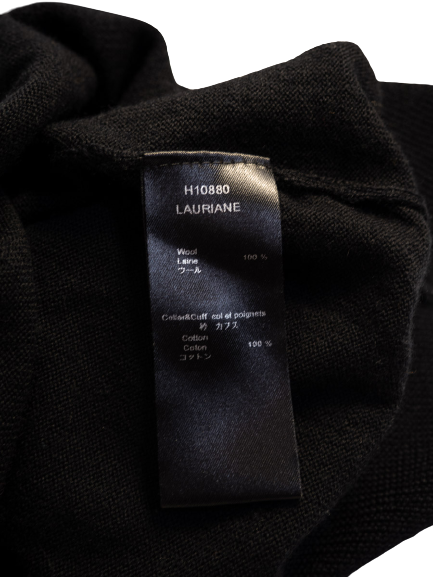 H10880
LAURIANE
Wool
Laine 100 %
ウール
Collar&Cuff col et poignets
衿 カフス
Cotton
Coton 100 %
コットン